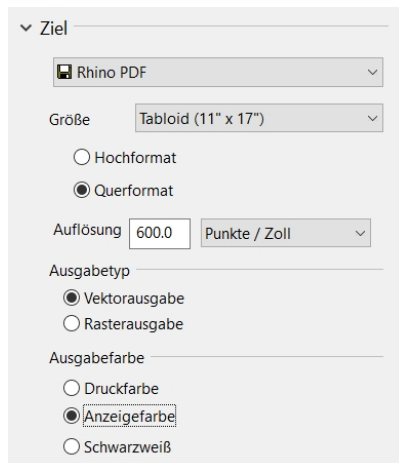 Ziel
Rhino PDF
Größe Tabloid (11" x 17")
Hochformat
Querformat
Auflösung 600.0 Punkte / Zoll
Ausgabetyp
Vektorausgabe
Rasterausgabe
Ausgabefarbe
Druckfarbe
Anzeigefarbe
Schwarzweiß